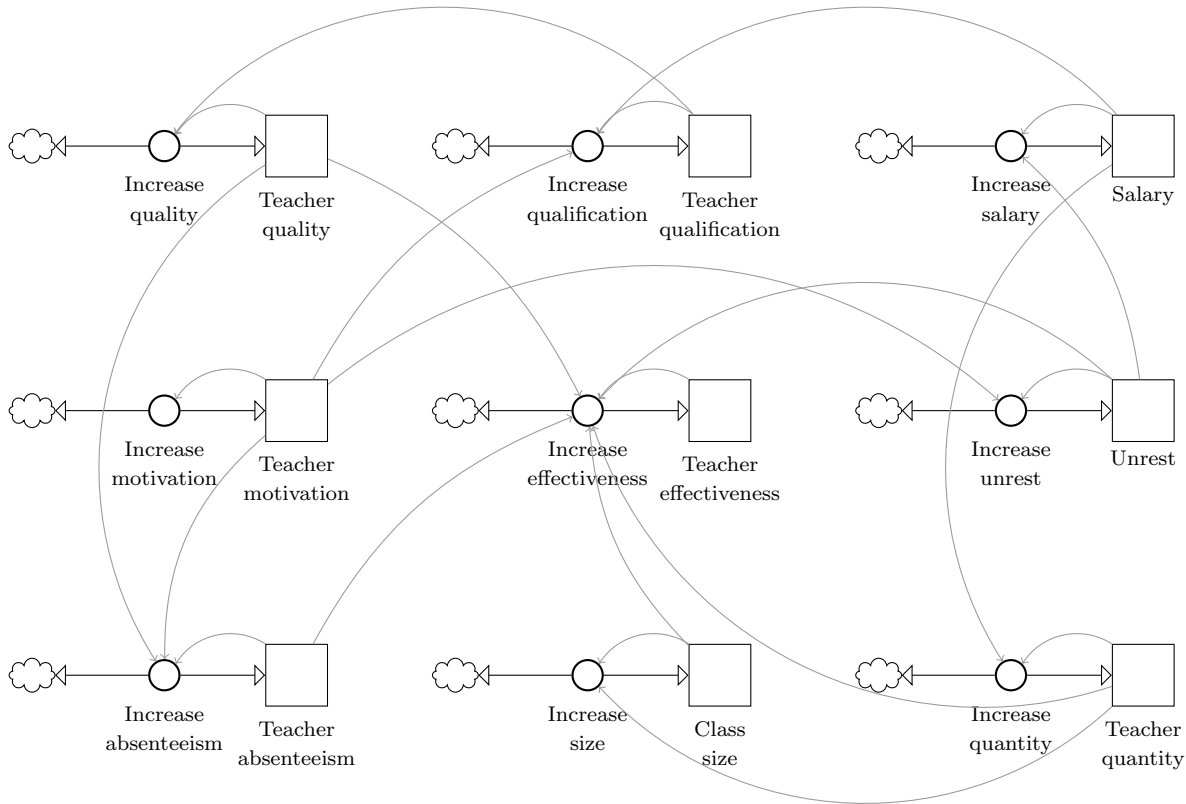 Increase
quality
Teacher
quality
Increase
qualification
Teacher
qualification
Increase
salary
Salary
Increase
motivation
Teacher
motivation
Increase
effectiveness
Teacher
effectiveness
Increase
unrest
Unrest
Increase
absenteeism
Teacher
absenteeism
Increase
size
Class
size
Increase
quantity
Teacher
quantity